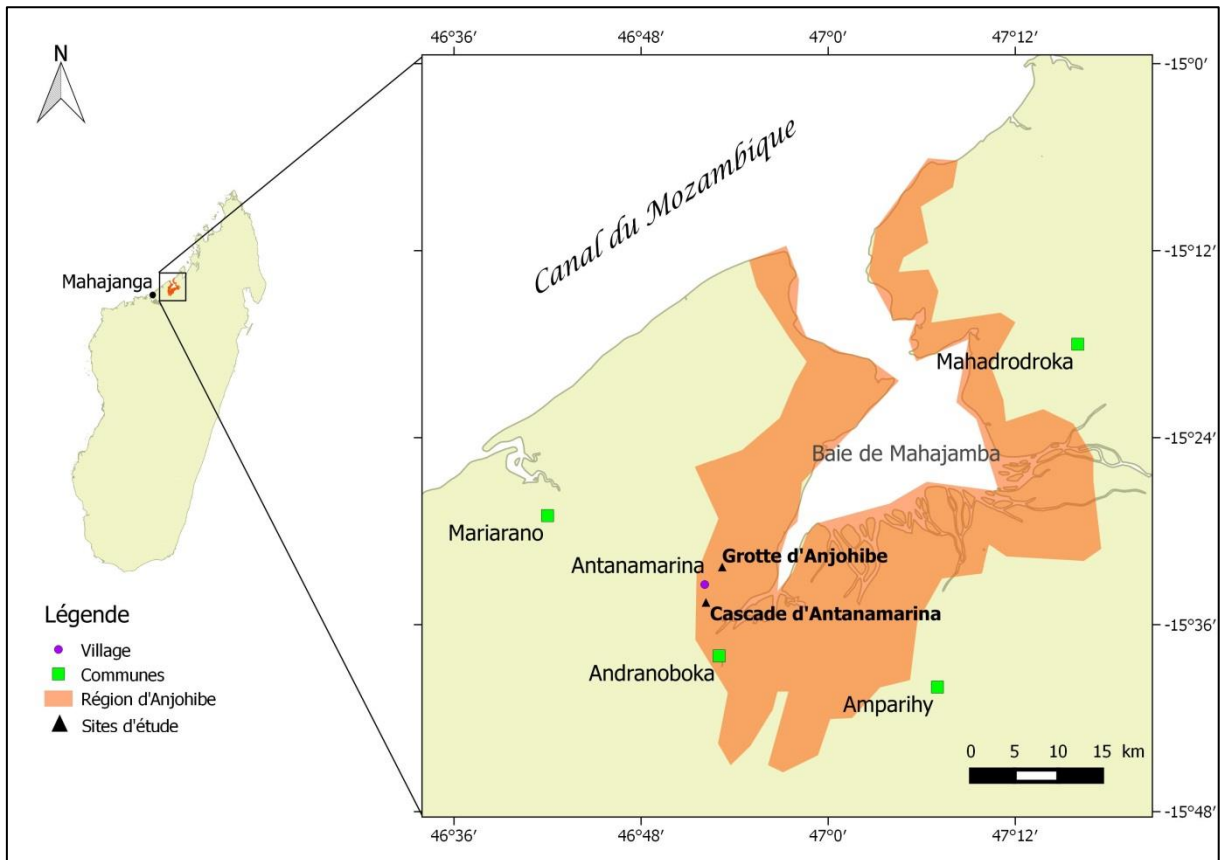 N
Mahajanga
Légende
Village
Communes
Région d'Anjohibe
Sites d'étude
46°36′ 46°48′ 47°0′ 47°12′
-15°0′
-15°12′
-15°24′
-15°36′
-15°48′
Canal du Mozambique
Mahadrodroka
Baie de Mahajamba
Mariarano
Antanamarina
Grotte d'Anjohibe
Cascade d'Antanamarina
Andranoboka
Amparihy
0 5 10 15 km
46°36′ 46°48′ 47°0′ 47°12′